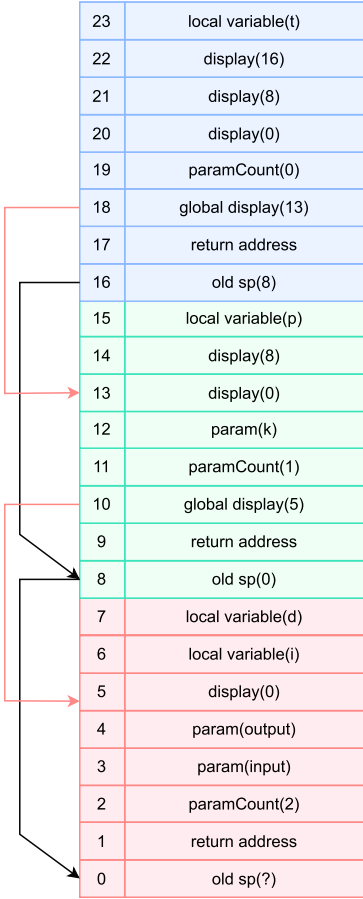 23 local variable(t)
22 display(16)
21 display(8)
20 display(0)
19 paramCount(0)
18 global display(13)
17 return address
16 old sp(8)
15 local variable(p)
14 display(8)
13 display(0)
12 param(k)
11 paramCount(1)
10 global display(5)
9 return address
8 old sp(0)
7 local variable(d)
6 local variable(i)
5 display(0)
4 param(output)
3 param(input)
2 paramCount(2)
1 return address
0 old sp(?)